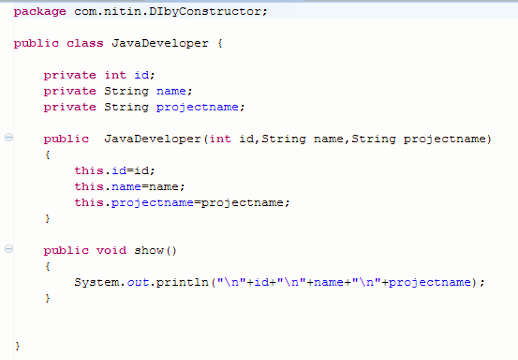 package com.nitin.DIbyConstructor;
public class JavaDeveloper {
private int id;
private String name;
private String projectname;
public  JavaDeveloper(int id,String name,String projectname)
{
this.id=id;
this.name=name;
this.projectname=projectname;
}
public void show()
{
System.out.println("\n"+id+"\n"+name+"\n"+projectname);
}
}